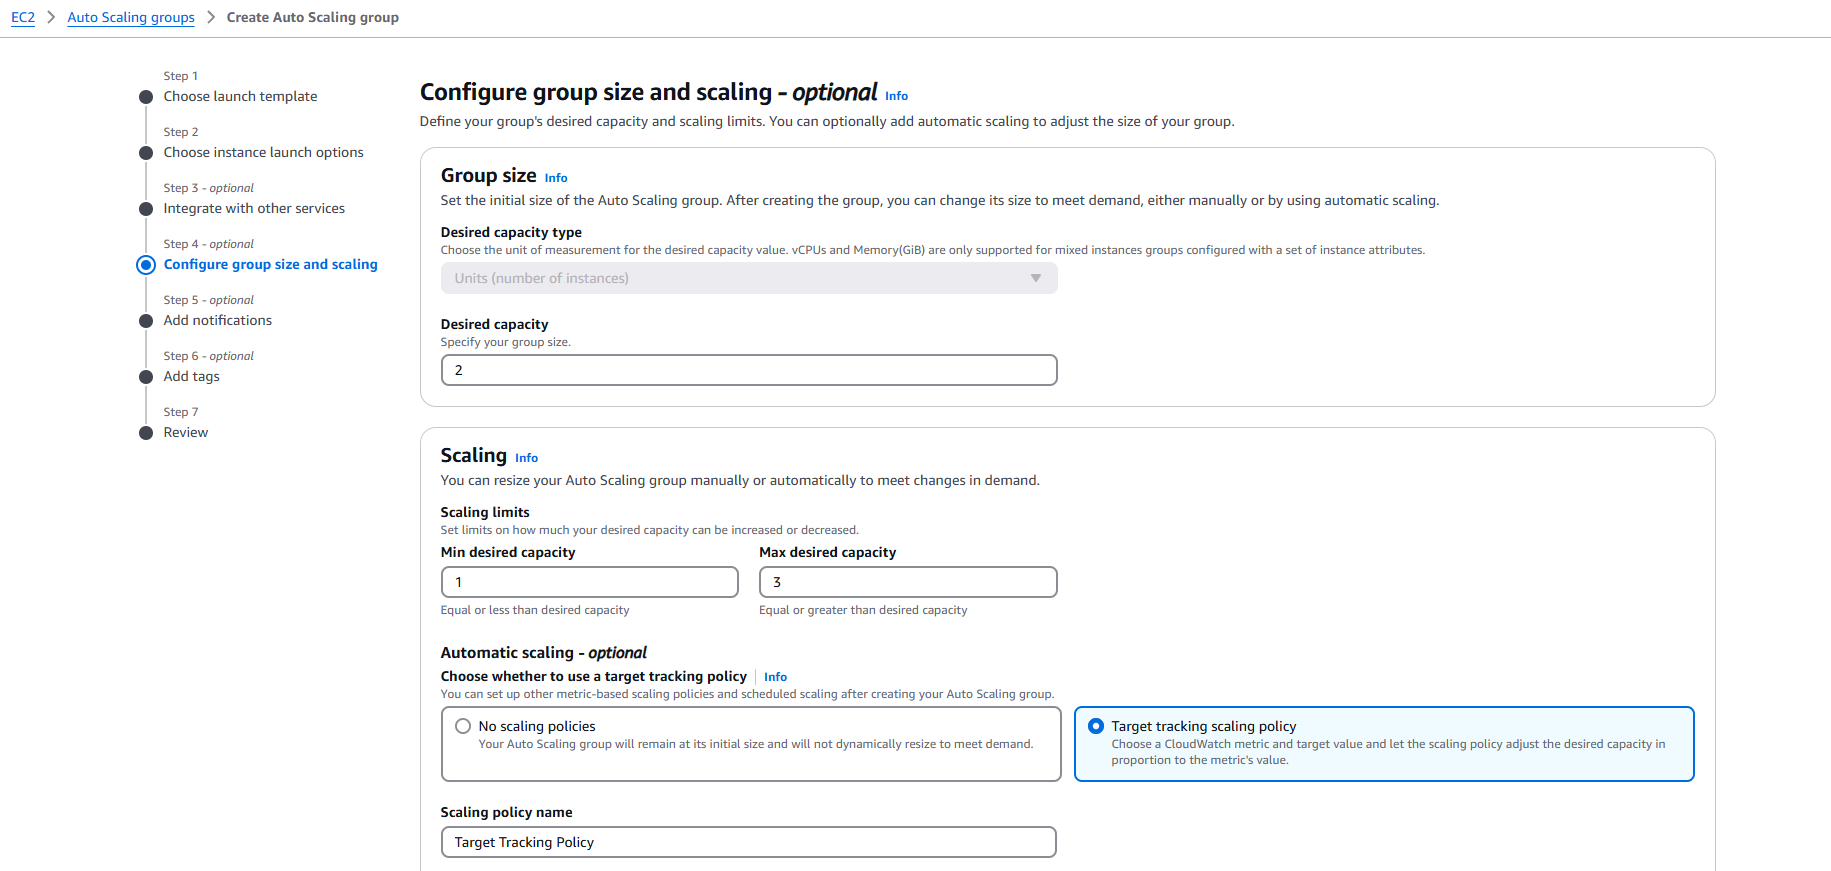 EC2 > Auto Scaling groups > Create Auto Scaling group
Step 1
Choose launch template
Step 2
Choose instance launch options
Step 3 - optional
Integrate with other services
Step 4 - optional
Configure group size and scaling
Step 5 - optional
Add notifications
Step 6 - optional
Add tags
Step 7
Review
Configure group size and scaling - optional Info
Define your group's desired capacity and scaling limits. You can optionally add automatic scaling to adjust the size of your group.
Group size Info
Set the initial size of the Auto Scaling group. After creating the group, you can change its size to meet demand, either manually or by using automatic scaling.
Desired capacity type
Choose the unit of measurement for the desired capacity value. vCPUs and Memory(GiB) are only supported for mixed instances groups configured with a set of instance attributes.
Units (number of instances)
Desired capacity
Specify your group size.
2
Scaling Info
You can resize your Auto Scaling group manually or automatically to meet changes in demand.
Scaling limits
Set limits on how much your desired capacity can be increased or decreased.
Min desired capacity
1
Equal or less than desired capacity
Max desired capacity
3
Equal or greater than desired capacity
Automatic scaling - optional
Choose whether to use a target tracking policy Info
You can set up other metric-based scaling policies and scheduled scaling after creating your Auto Scaling group.
No scaling policies
Your Auto Scaling group will remain at its initial size and will not dynamically resize to meet demand.
Target tracking scaling policy
Choose a CloudWatch metric and target value and let the scaling policy adjust the desired capacity in
proportion to the metric's value.
Scaling policy name
Target Tracking Policy